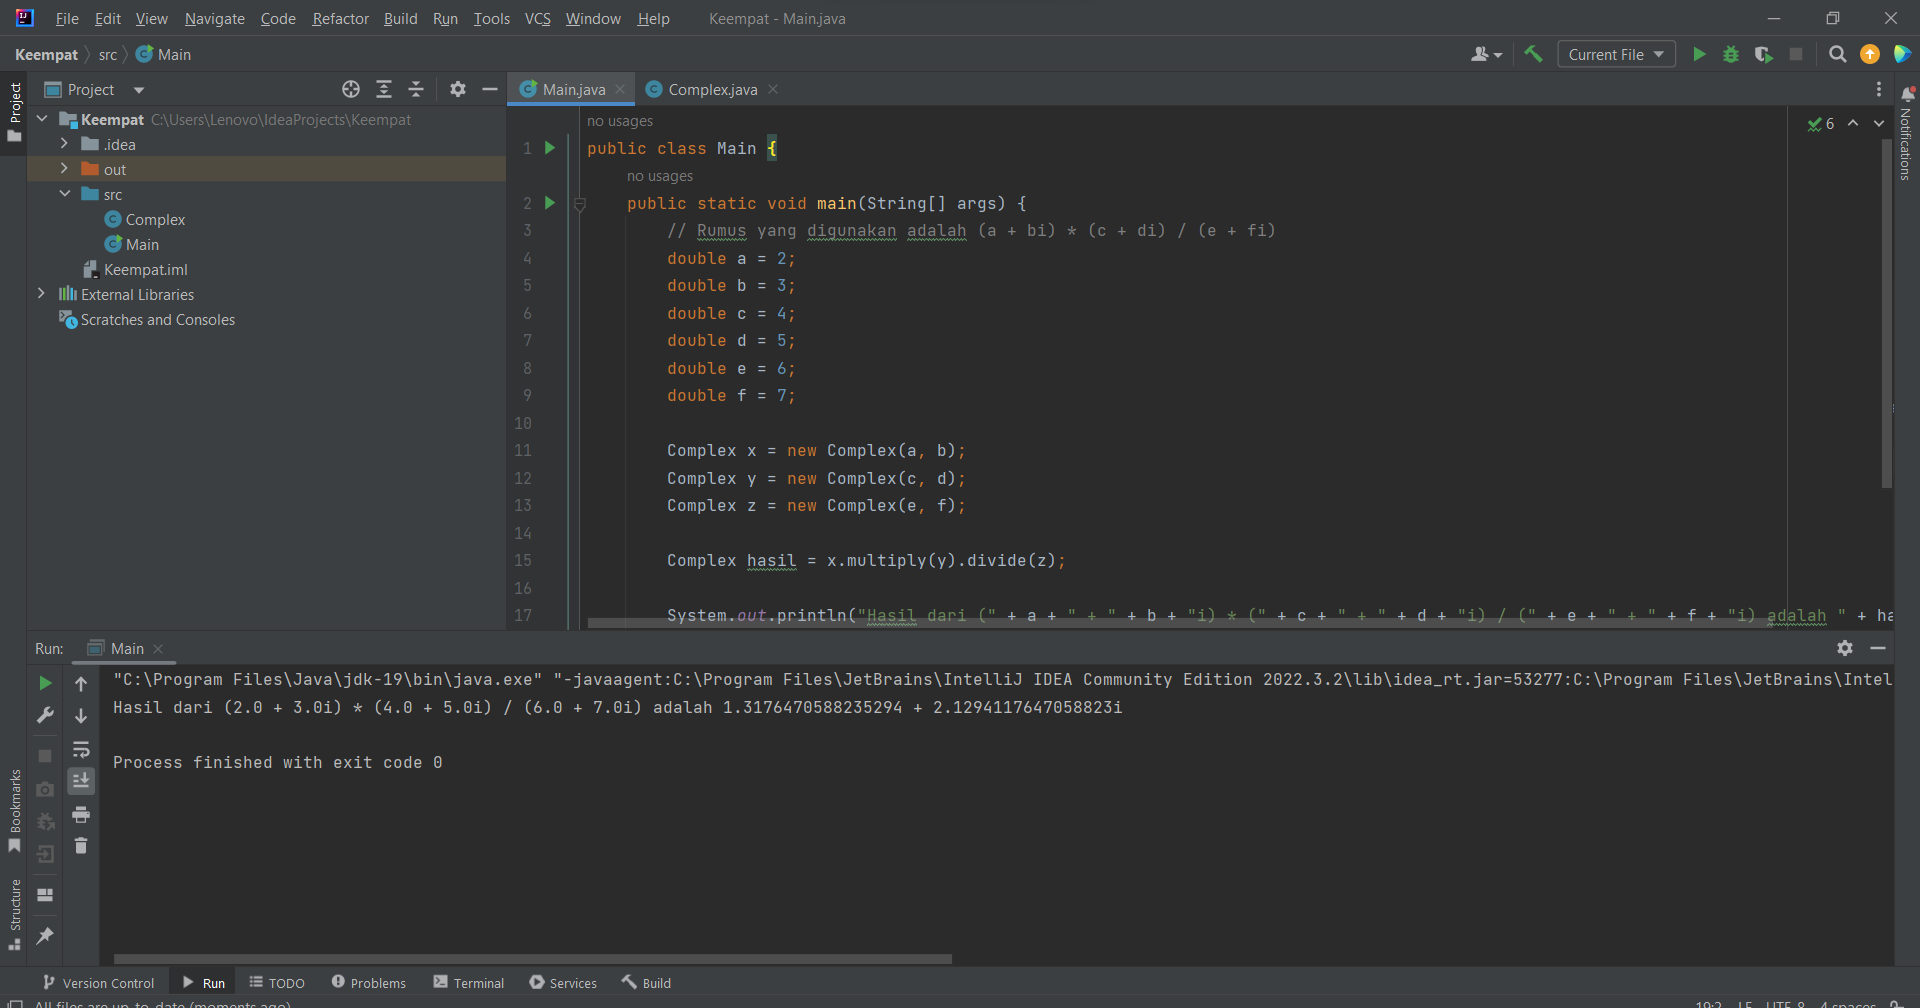 File Edit View Navigate Code Refactor Build Run Tools VCS Window Help Keempat - Main.java
Keempat src Main Current File
Project
Project
Main.java Complex.java
Notifications
Keempat C:\Users\Lenovo\IdeaProjects\Keempat
.idea
out
src
Complex
Main
Keempat.iml
External Libraries
Scratches and Consoles
6
no usages
1 public class Main {
no usages
2 public static void main(String[] args) {
3 // Rumus yang digunakan adalah (a + bi) * (c + di) / (e + fi)
4 double a = 2;
5 double b = 3;
6 double c = 4;
7 double d = 5;
8 double e = 6;
9 double f = 7;
10
11 Complex x = new Complex(a, b);
12 Complex y = new Complex(c, d);
13 Complex z = new Complex(e, f);
14
15 Complex hasil = x.multiply(y).divide(z);
16
17 System.out.println("Hasil dari (" + a + " + " + b + "i) * (" + c + " + " + d + "i) / (" + e + " + " + f + "i) adalah " + ha
Run: Main
"C:\Program Files\Java\jdk-19\bin\java.exe" "-javaagent:C:\Program Files\JetBrains\IntelliJ IDEA Community Edition 2022.3.2\lib\idea_rt.jar=53277:C:\Program Files\JetBrains\Intel
Hasil dari (2.0 + 3.0i) * (4.0 + 5.0i) / (6.0 + 7.0i) adalah 1.3176470588235294 + 2.1294117647058823i
Process finished with exit code 0
Bookmarks
Structure
Version Control Run TODO Problems Terminal Services Build
All files are up-to-date (moments ago) 19:2 LF UTF-8 4 spaces